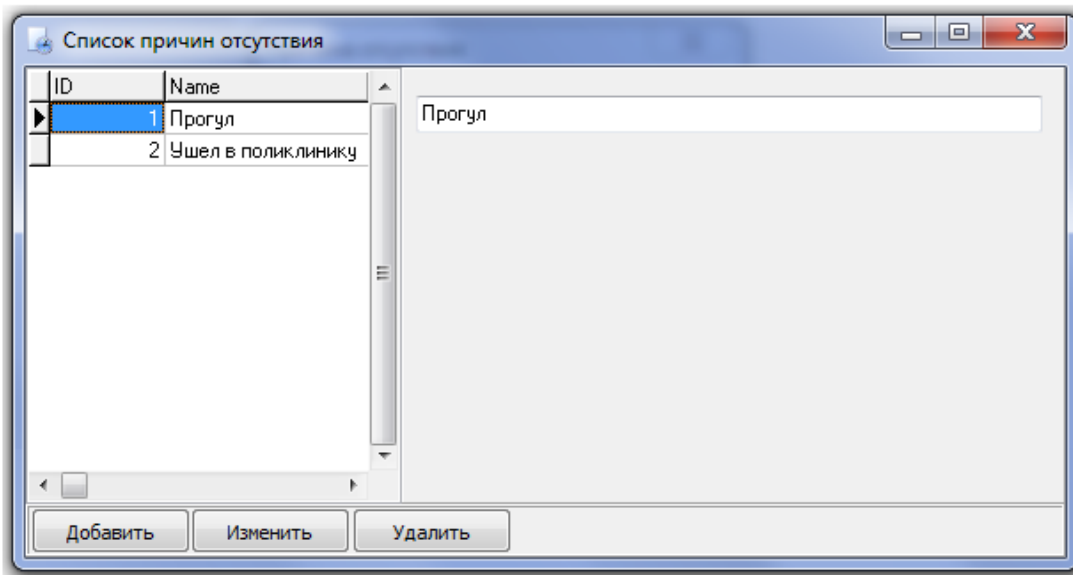 Список причин отсутствия
ID Name
1 Прогул
2 Ушел в поликлинику
Прогул
Добавить Изменить Удалить